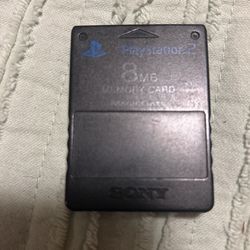 PlayStation 2
8MB
MEMORY CARD
SONY